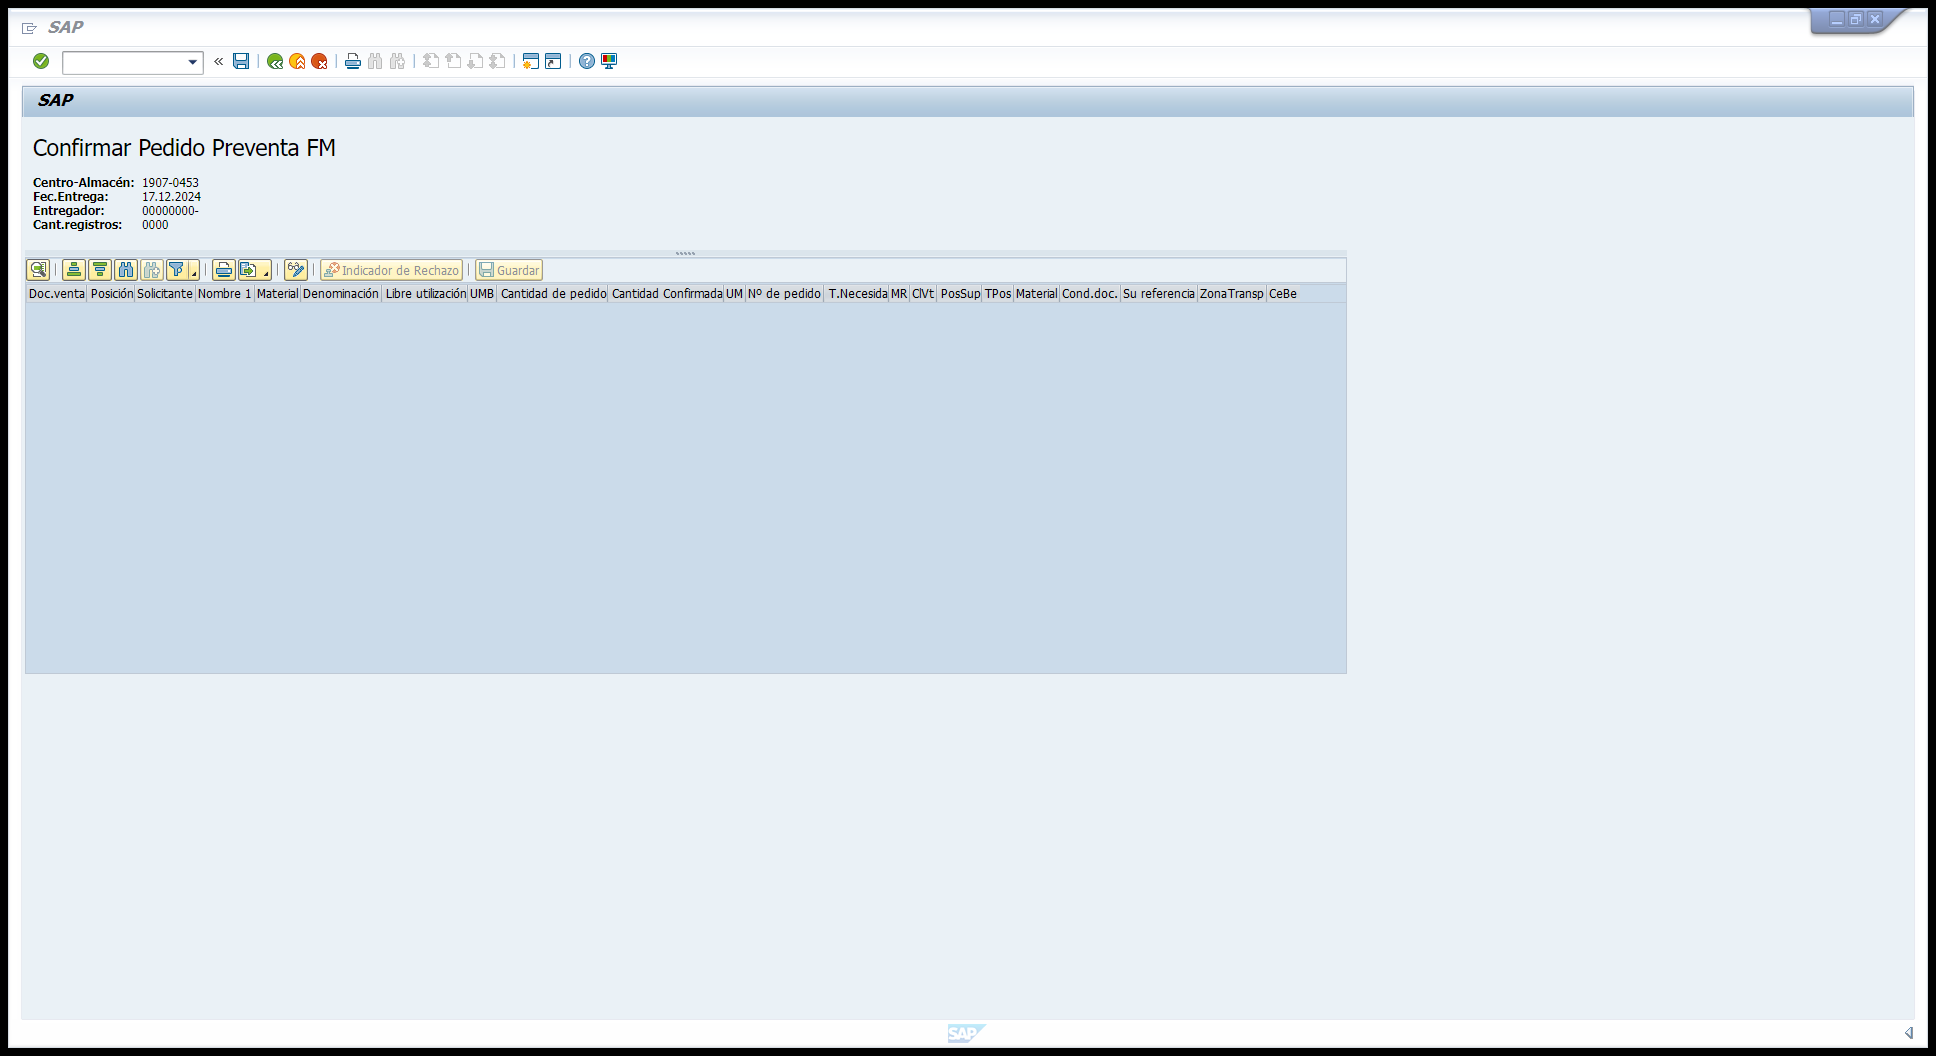 SAP
SAP
Confirmar Pedido Preventa FM
Centro-Almacén: 1907-0453
Fec.Entrega: 17.12.2024
Entregador: 00000000-
Cant.registros: 0000
Indicador de Rechazo Guardar
Doc.venta Posición Solicitante Nombre 1 Material Denominación Libre utilización UMB Cantidad de pedido Cantidad Confirmada UM Nº de pedido T.Necesida MR ClVt PosSup TPos Material Cond.doc. Su referencia ZonaTransp CeBe
SAP